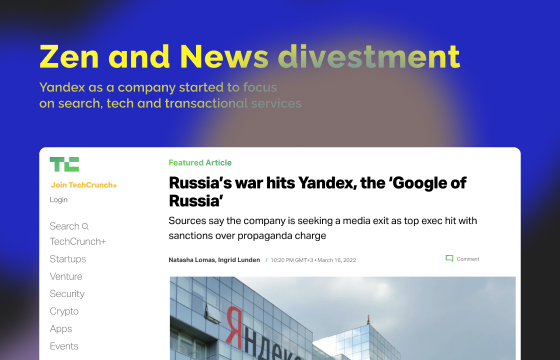 Zen and News divestment
Yandex as a company started to focus
on search, tech and transactional services
TC
Featured Article
Join TechCrunch+
Login
Russia's war hits Yandex, the ‘Google of
Russia’
Sources say the company is seeking a media exit as top exec hit with
sanctions over propaganda charge
Search
TechCrunch+
Startups
Venture
Security
Crypto
Apps
Events
Natasha Lomas, Ingrid Lunden / 10:20 PM GMT+3 • March 16, 2022
Comment
Яндекс